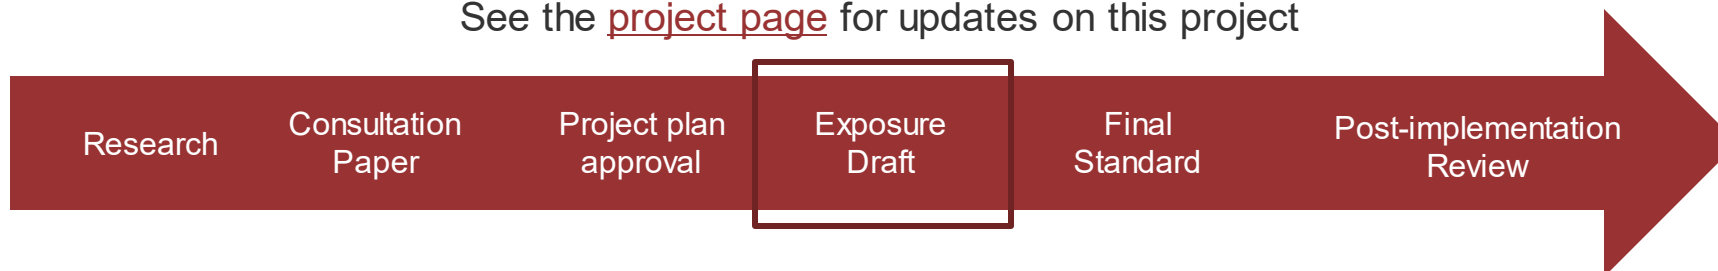 See the project page for updates on this project
Research
Consultation
Paper
Project plan
approval
Exposure
Draft
Final
Standard
Post-implementation
Review